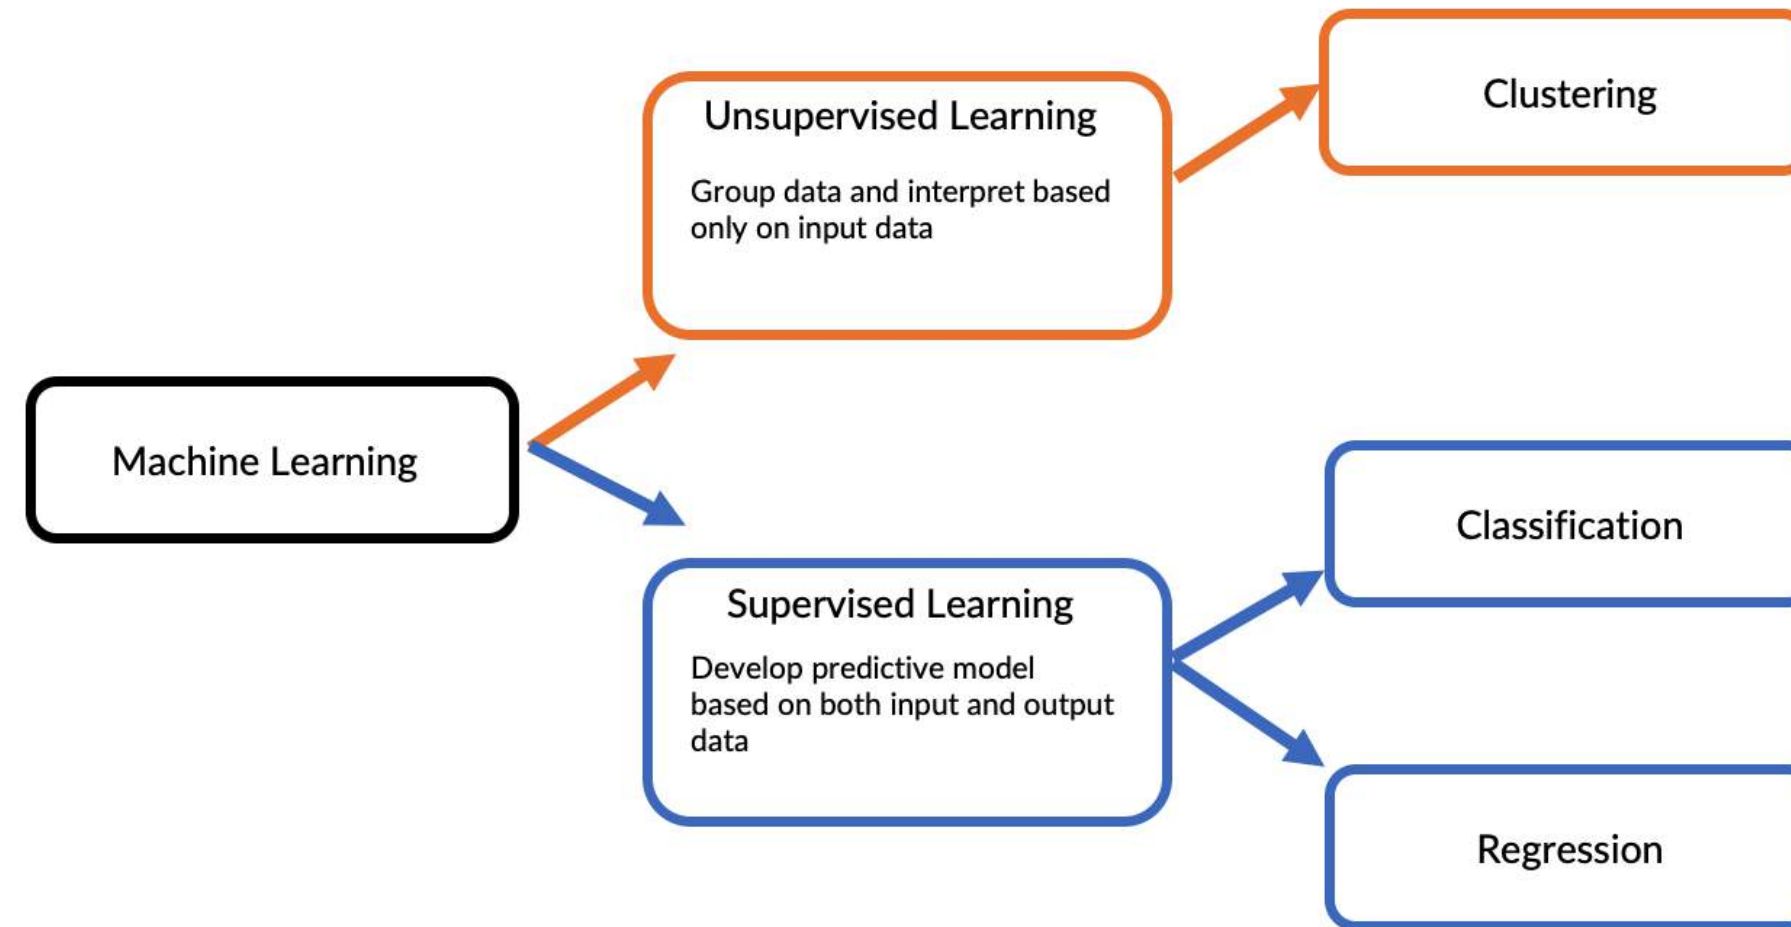 Machine Learning
Unsupervised Learning
Group data and interpret based
only on input data
Clustering
Supervised Learning
Develop predictive model
based on both input and output
data
Classification
Regression